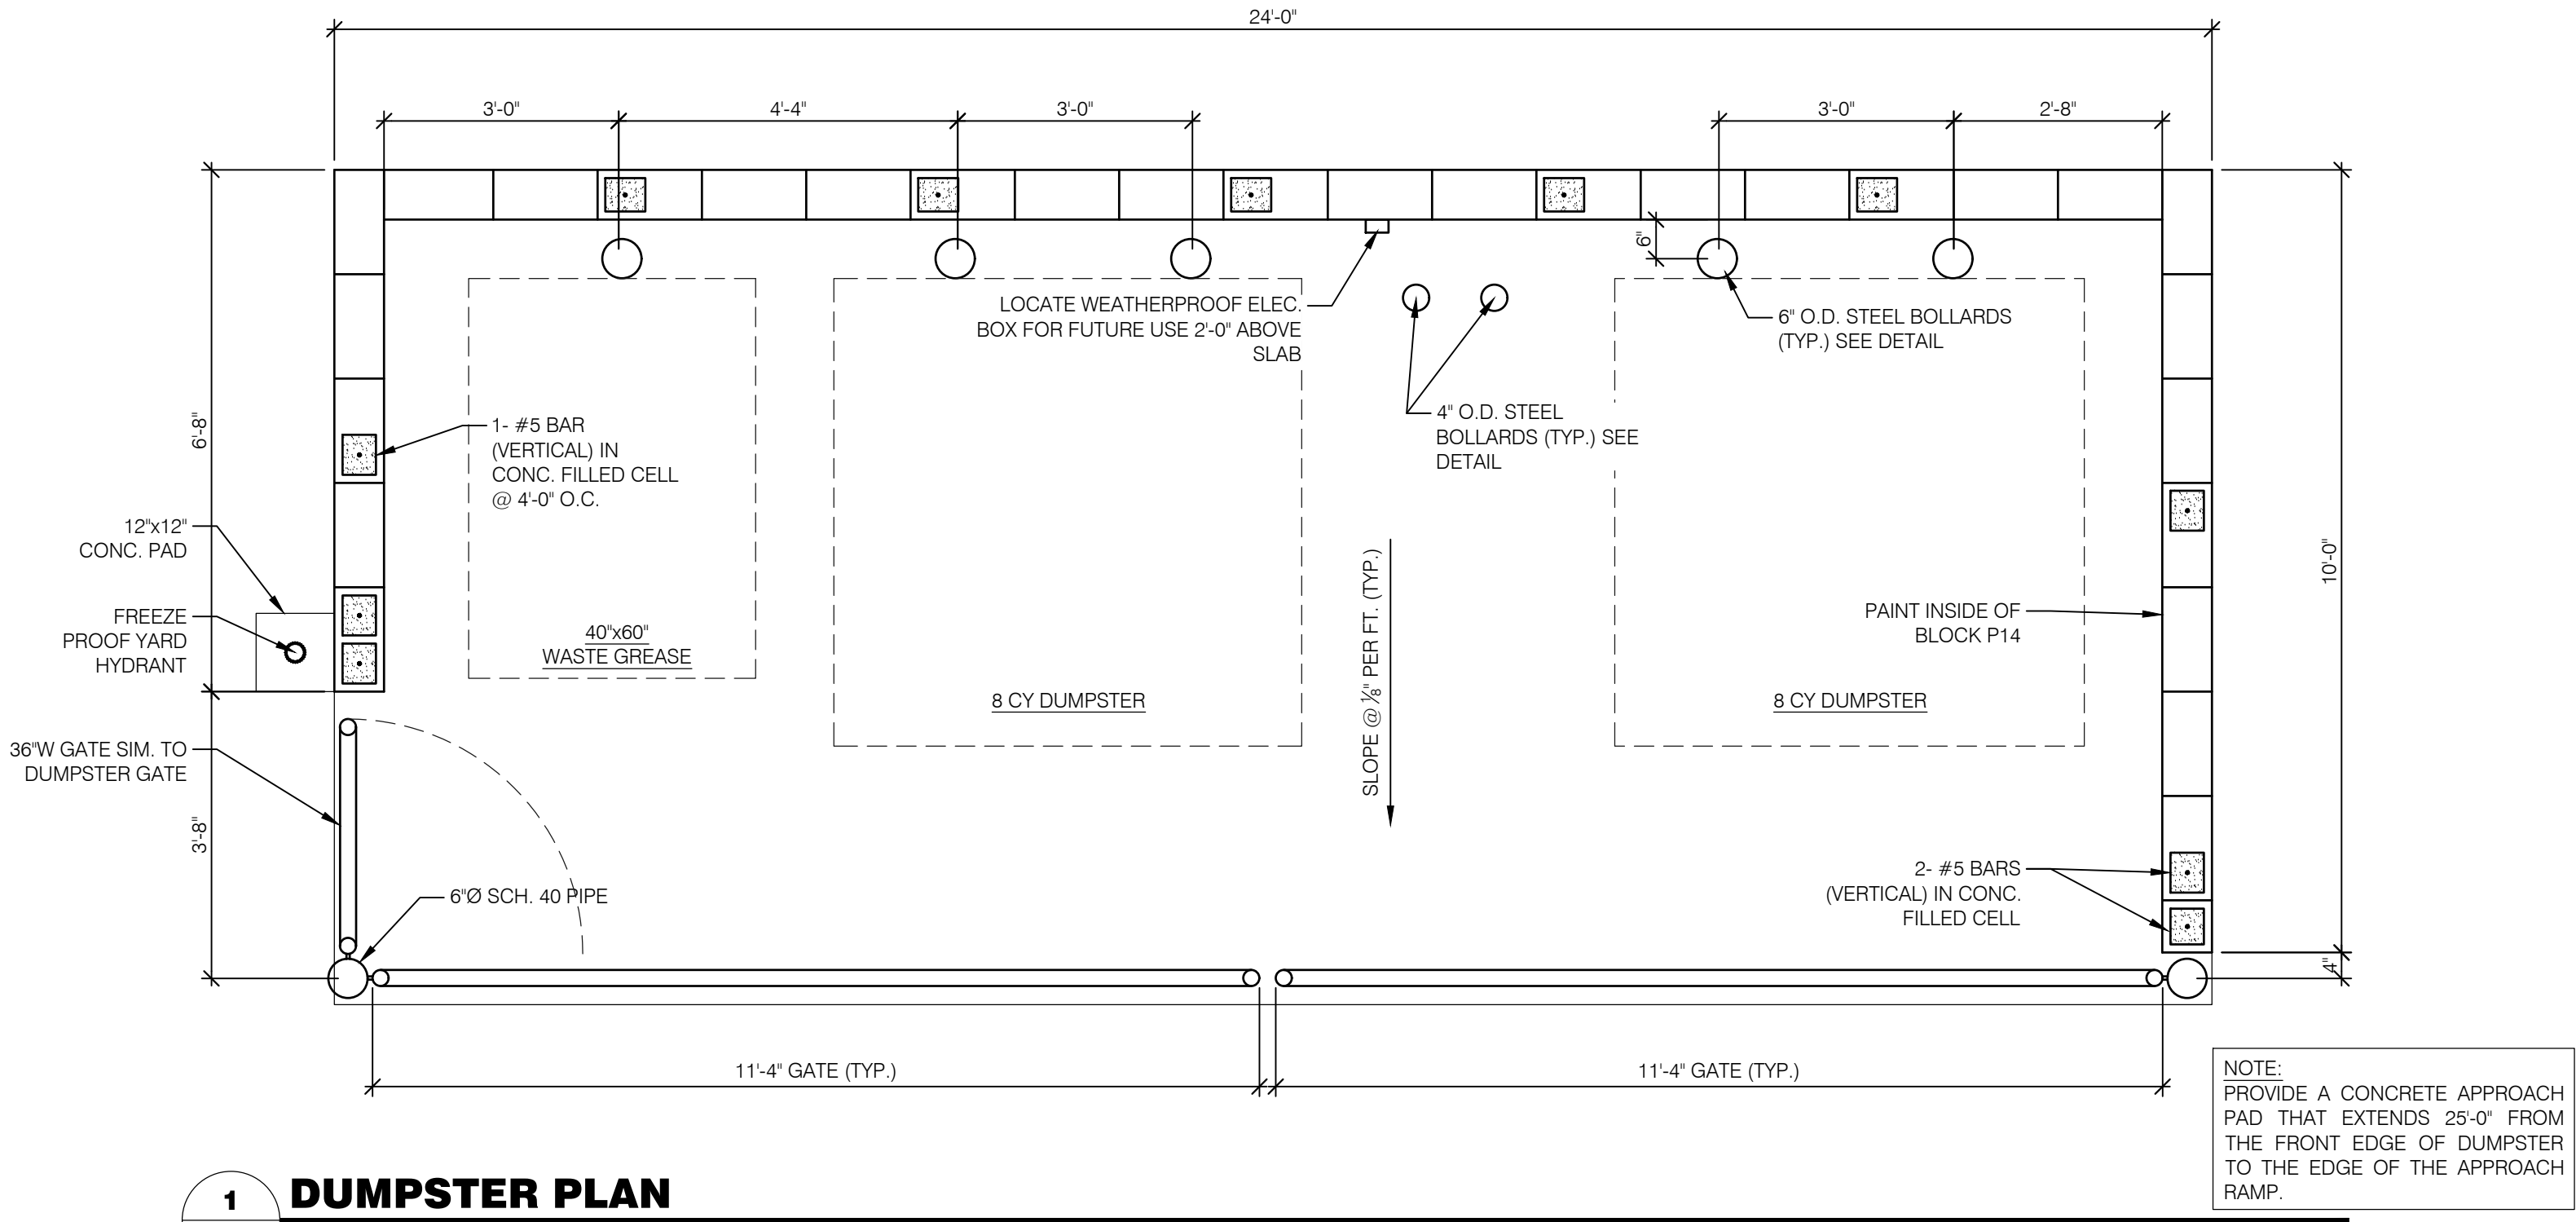 24'-0"
3'-0"
4'-4"
3'-0"
3'-0"
2'-8"
6"
LOCATE WEATHERPROOF ELEC.
BOX FOR FUTURE USE 2'-0" ABOVE
SLAB
6" O.D. STEEL BOLLARDS
(TYP.) SEE DETAIL
4" O.D. STEEL
BOLLARDS (TYP.) SEE
DETAIL
6'-8"
1- #5 BAR
(VERTICAL) IN
CONC. FILLED CELL
@ 4'-0" O.C.
12"x12"
CONC. PAD
FREEZE
PROOF YARD
HYDRANT
40"x60"
WASTE GREASE
8 CY DUMPSTER
SLOPE @ ⅛" PER FT. (TYP.)
8 CY DUMPSTER
PAINT INSIDE OF
BLOCK P14
10'-0"
36"W GATE SIM. TO
DUMPSTER GATE
3'-8"
6"Ø SCH. 40 PIPE
2- #5 BARS
(VERTICAL) IN CONC.
FILLED CELL
4"
11'-4" GATE (TYP.)
11'-4" GATE (TYP.)
NOTE:
PROVIDE A CONCRETE APPROACH
PAD THAT EXTENDS 25'-0" FROM
THE FRONT EDGE OF DUMPSTER
TO THE EDGE OF THE APPROACH
RAMP.
1
DUMPSTER PLAN